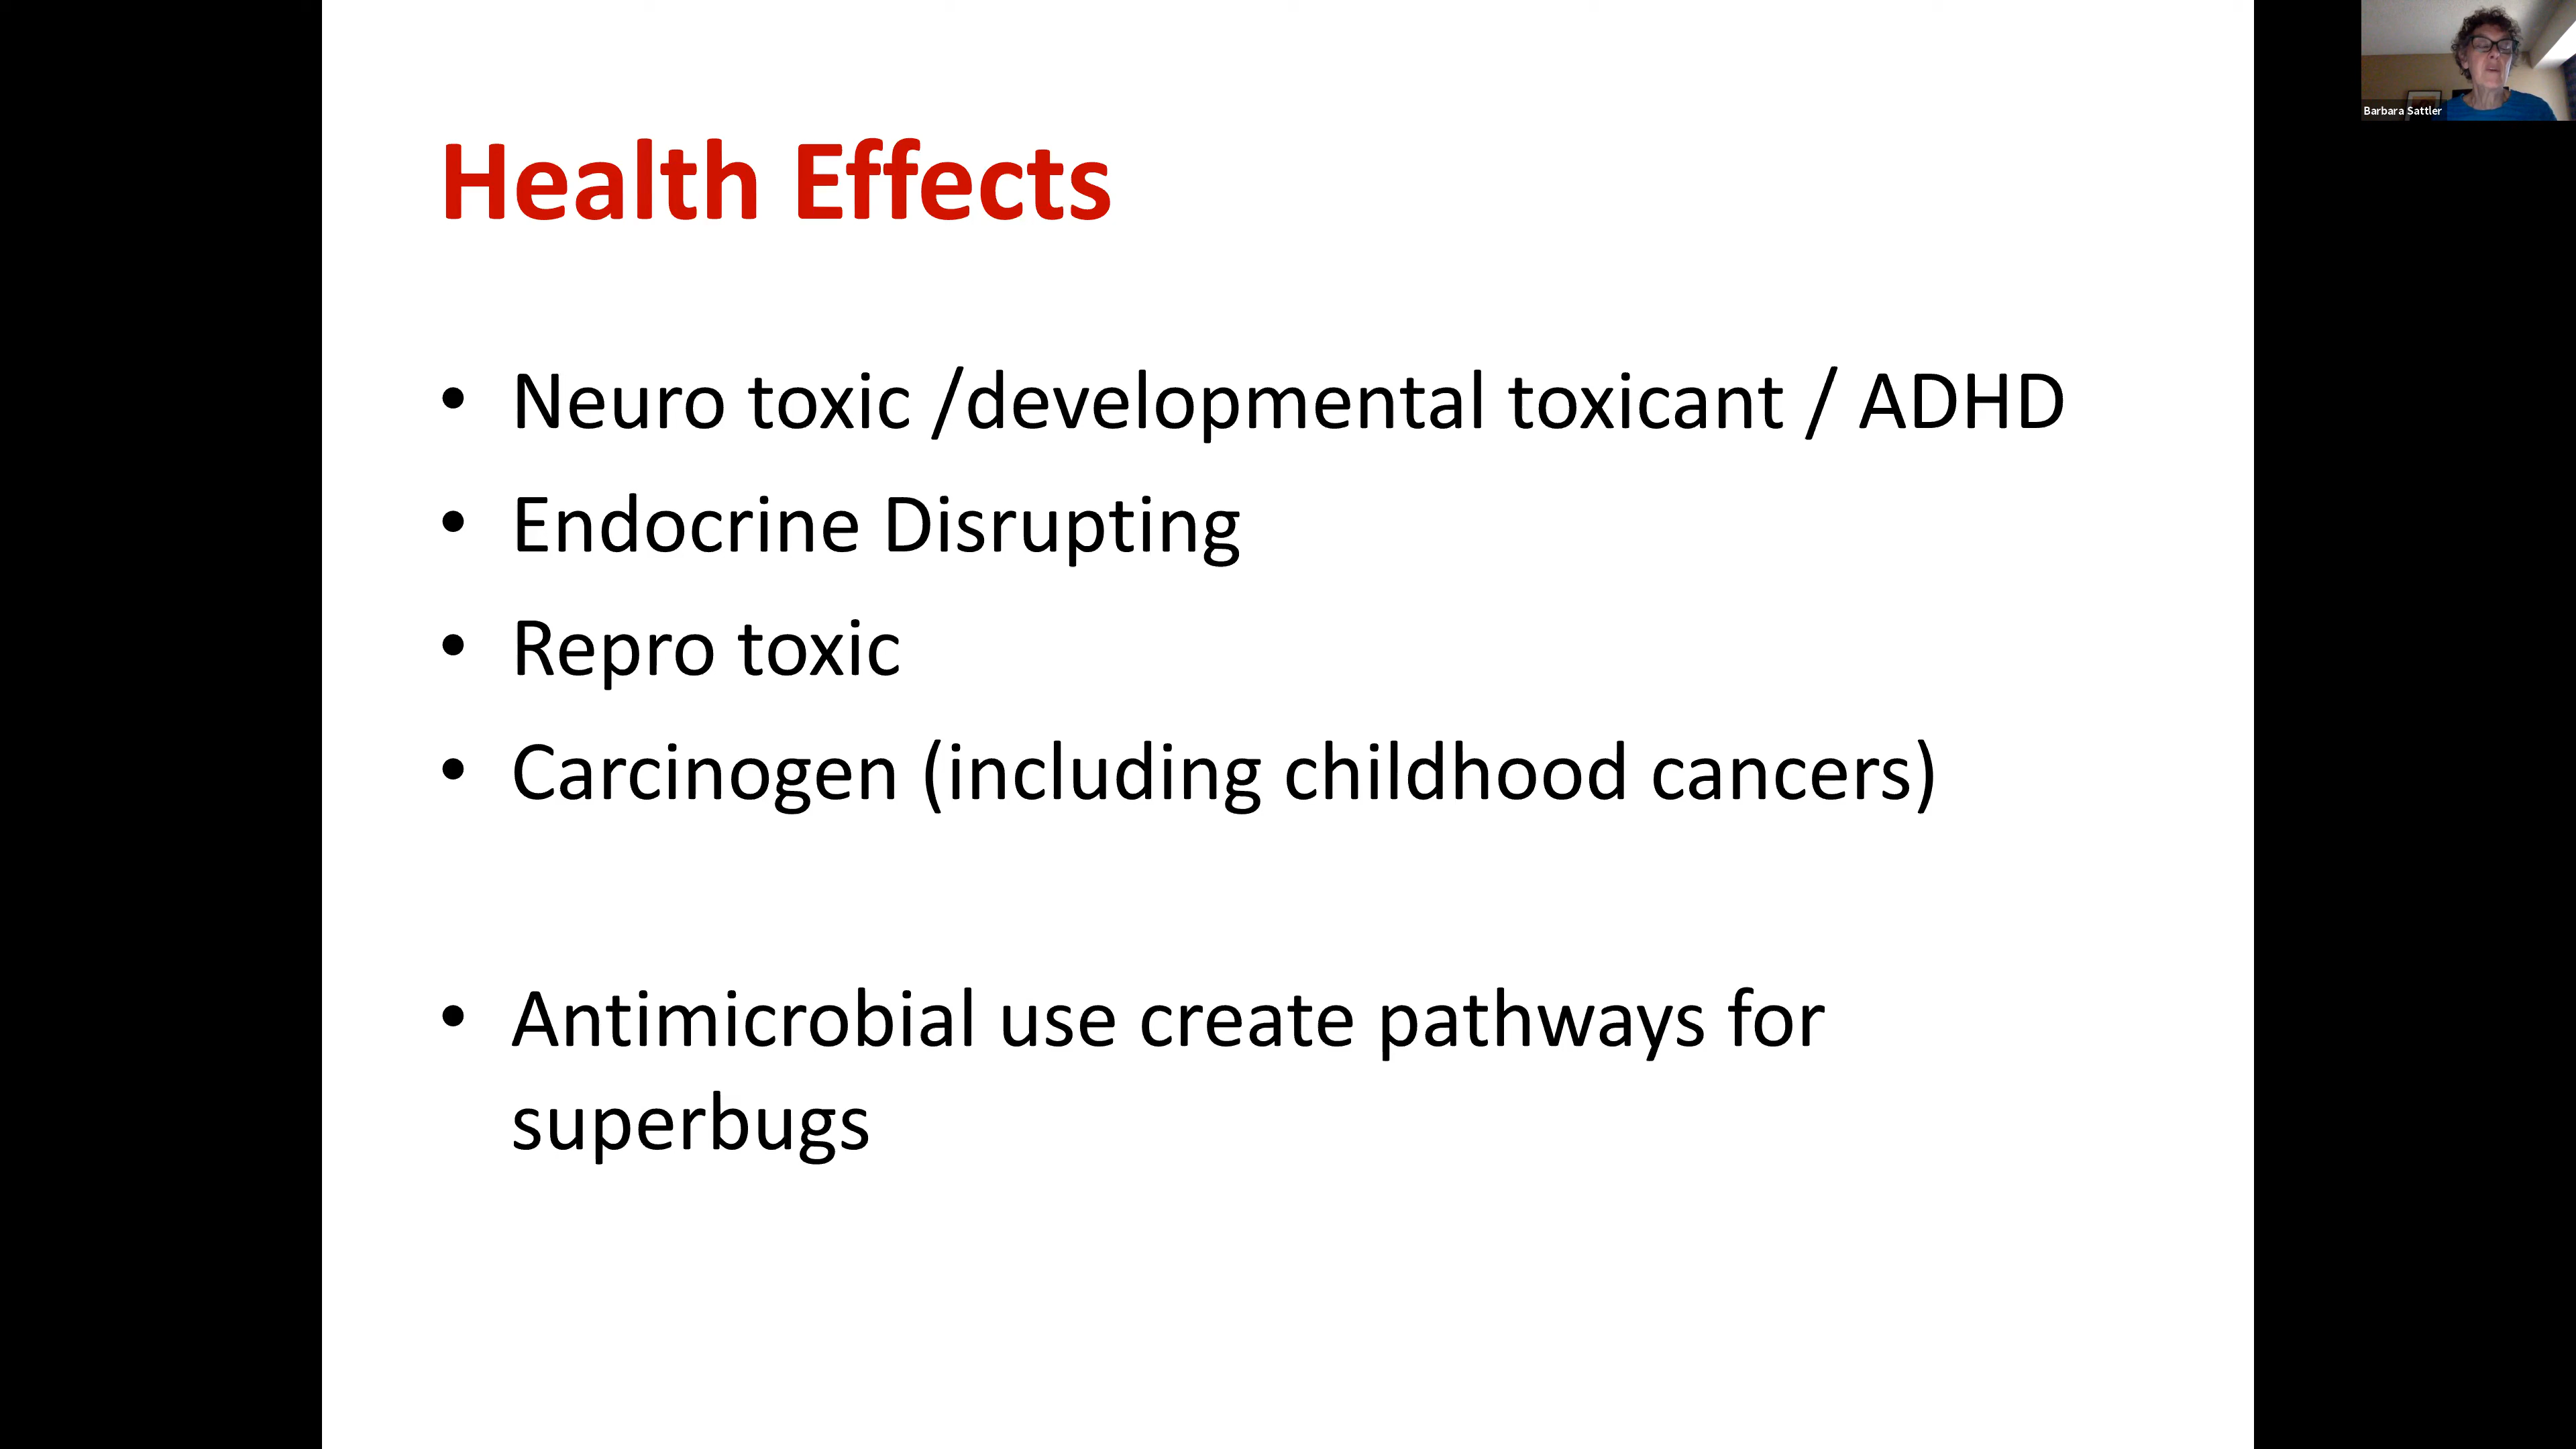 Health Effects
• Neuro toxic /developmental toxicant / ADHD
• Endocrine Disrupting
• Repro toxic
• Carcinogen (including childhood cancers)
• Antimicrobial use create pathways for
superbugs
Barbara Sattler